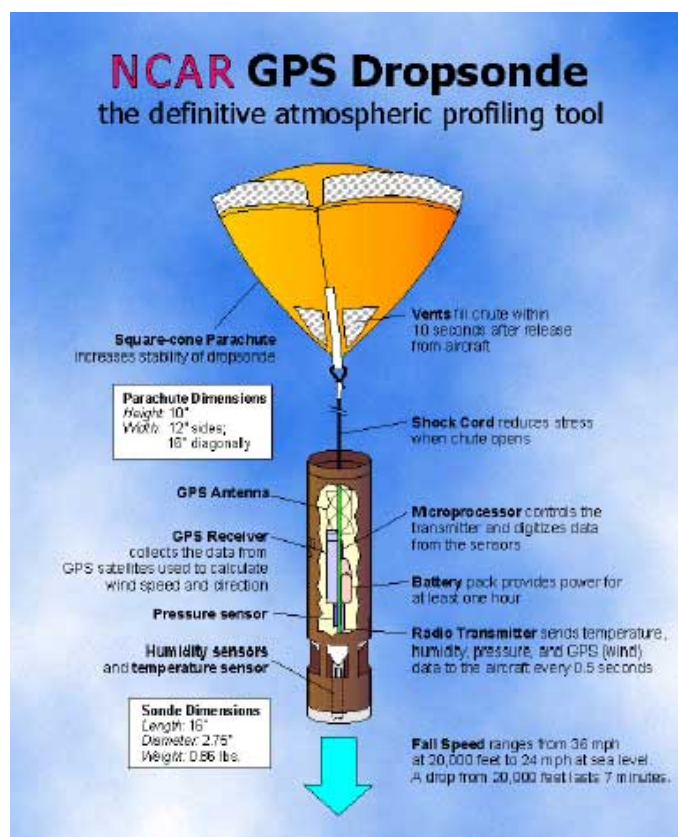 NCAR GPS Dropsonde
the definitive atmospheric profiling tool
Square-cone Parachute
increases stability of dropsonde
Vents fill chute within
10 seconds after release
from aircraft
Parachute Dimensions
Height: 10"
Width: 12" sides;
16" diagonally
Shock Cord reduces stress
when chute opens
GPS Antenna
GPS Receiver
collects the data from
GPS satellites used to calculate
wind speed and direction
Microprocessor controls the
transmitter and digitizes data
from the sensors
Battery pack provides power for
at least one hour
Pressure sensor
Radio Transmitter sends temperature,
humidity, pressure, and GPS (wind)
data to the aircraft every 0.5 seconds
Humidity sensors
and temperature sensor
Sonde Dimensions
Length: 16"
Diameter: 2.75"
Weight: 0.86 lbs.
Fall Speed ranges from 36 mph
at 20,000 feet to 24 mph at sea level.
A drop from 20,000 feet lasts 7 minutes.